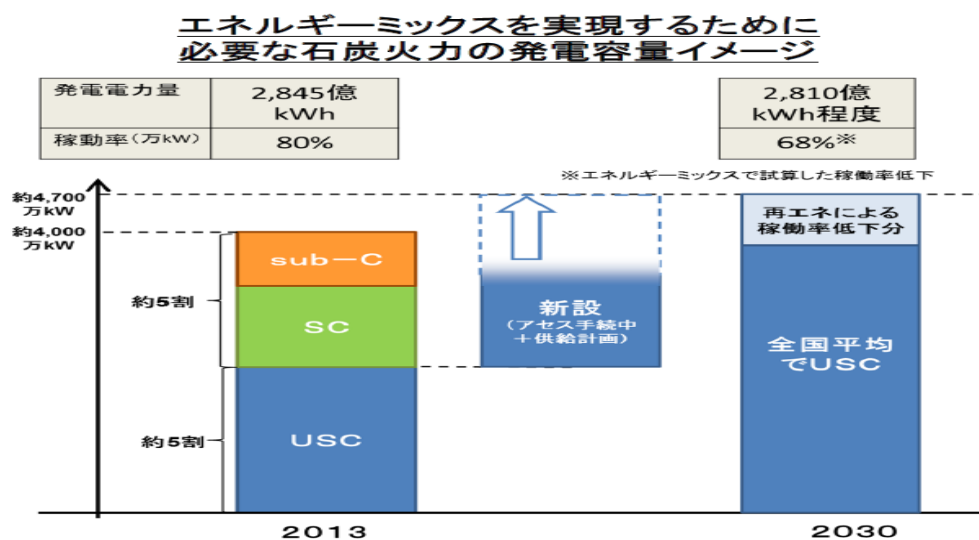 エネルギーミックスを実現するために
必要な石炭火力の発電容量イメージ
発電電力量
2,845億
kWh
2,810億
kWh程度
稼動率(万kW)
80%
68%※
※エネルギーミックスで試算した稼働率低下
約4,700
万kW
約4,000
万kW
約5割
約5割
sub-C
SC
USC
新設
(アセス手続中
+供給計画)
再エネによる
稼働率低下分
全国平均
でUSC
2013
2030